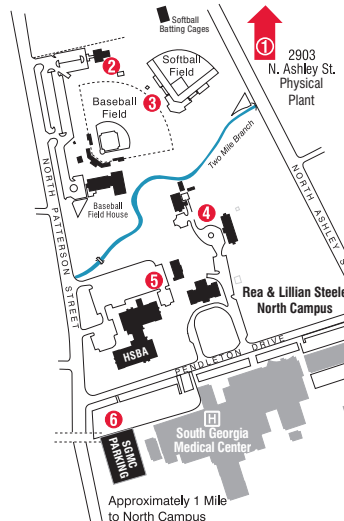 Softball
Batting Cages
1
2903
N. Ashley St.
Physical
Plant
2
Softball
Field
3
Baseball
Field
Two Mile Branch
NORTH PATTERSON
STREET
Baseball
Field House
NORTH ASHLEY S
4
5
Rea & Lillian Steele
North Campus
HSBA
PENDLETON DRIVE
6
H
South Georgia
Medical Center
SGMC
PARKING
Approximately 1 Mile
to North Campus